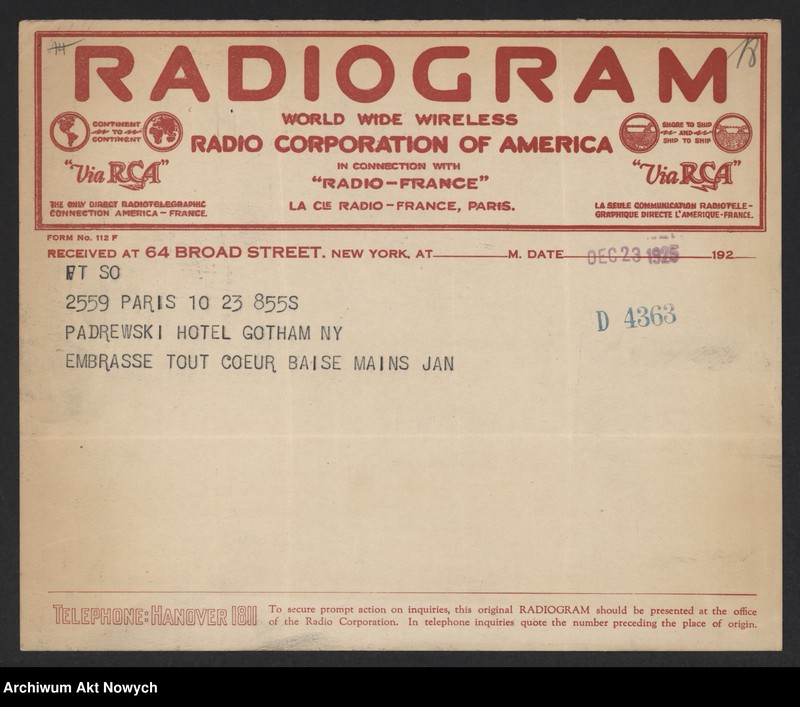 RADIOGRAM
18
WORLD WIDE WIRELESS
RADIO CORPORATION OF AMERICA
IN CONNECTION WITH
"RADIO-FRANCE"
LA CIE RADIO-FRANCE, PARIS.
CONTINENT
TO
CONTINENT
"Via RCA"
THE ONLY DIRECT RADIOTELEGRAPHIC
CONNECTION AMERICA-FRANCE.
SHORE TO SHIP
AND
SHIP TO SHIP
"Via RCA"
LA SEULE COMMUNICATION RADIOTELE-
GRAPHIQUE DIRECTE L'AMERIQUE-FRANCE.
FORM No. 112 F
RECEIVED AT 64 BROAD STREET. NEW YORK, AT M. DATE DEC 23 1925 192
T SO
2559 PARIS 10 23 855S
PADREWSKI HOTEL GOTHAM NY
D 4363
EMBRASSE TOUT COEUR BAISE MAINS JAN
TELEPHONE: HANOVER 1811
To secure prompt action on inquiries, this original RADIOGRAM should be presented at the office
of the Radio Corporation. In telephone inquiries quote the number preceding the place of origin.
Archiwum Akt Nowych